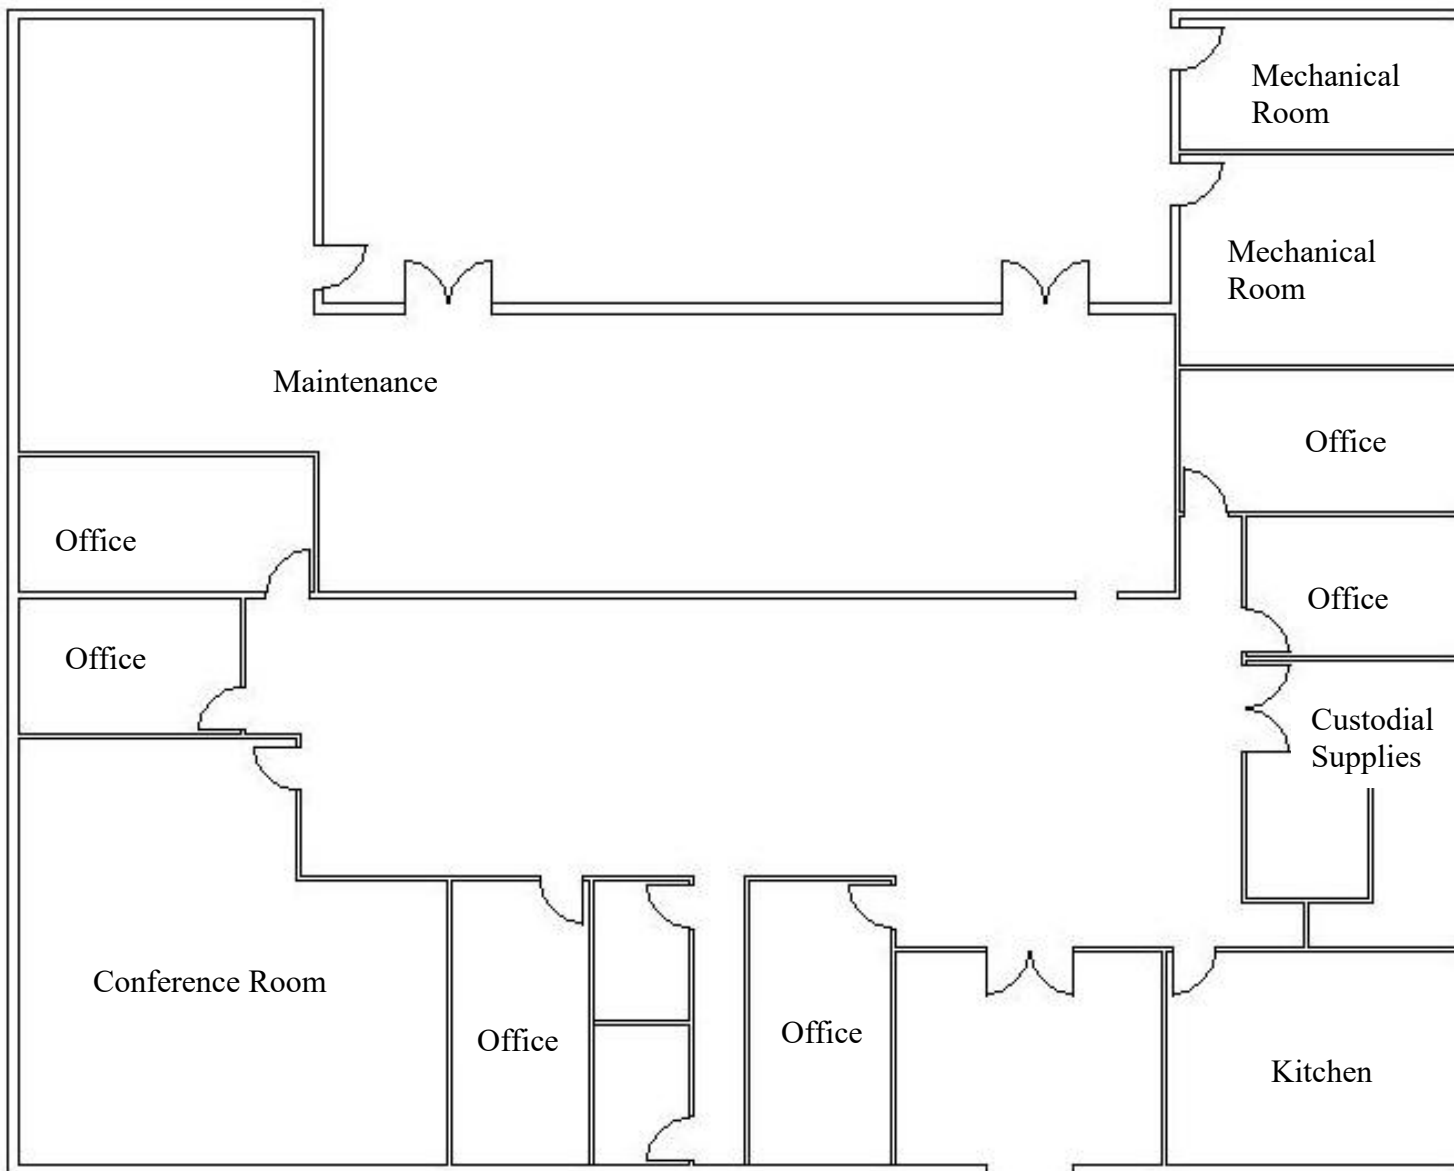 Mechanical
Room
Mechanical
Room
Maintenance
Office
Office
Office
Office
Custodial
Supplies
Conference Room
Office
Office
Kitchen